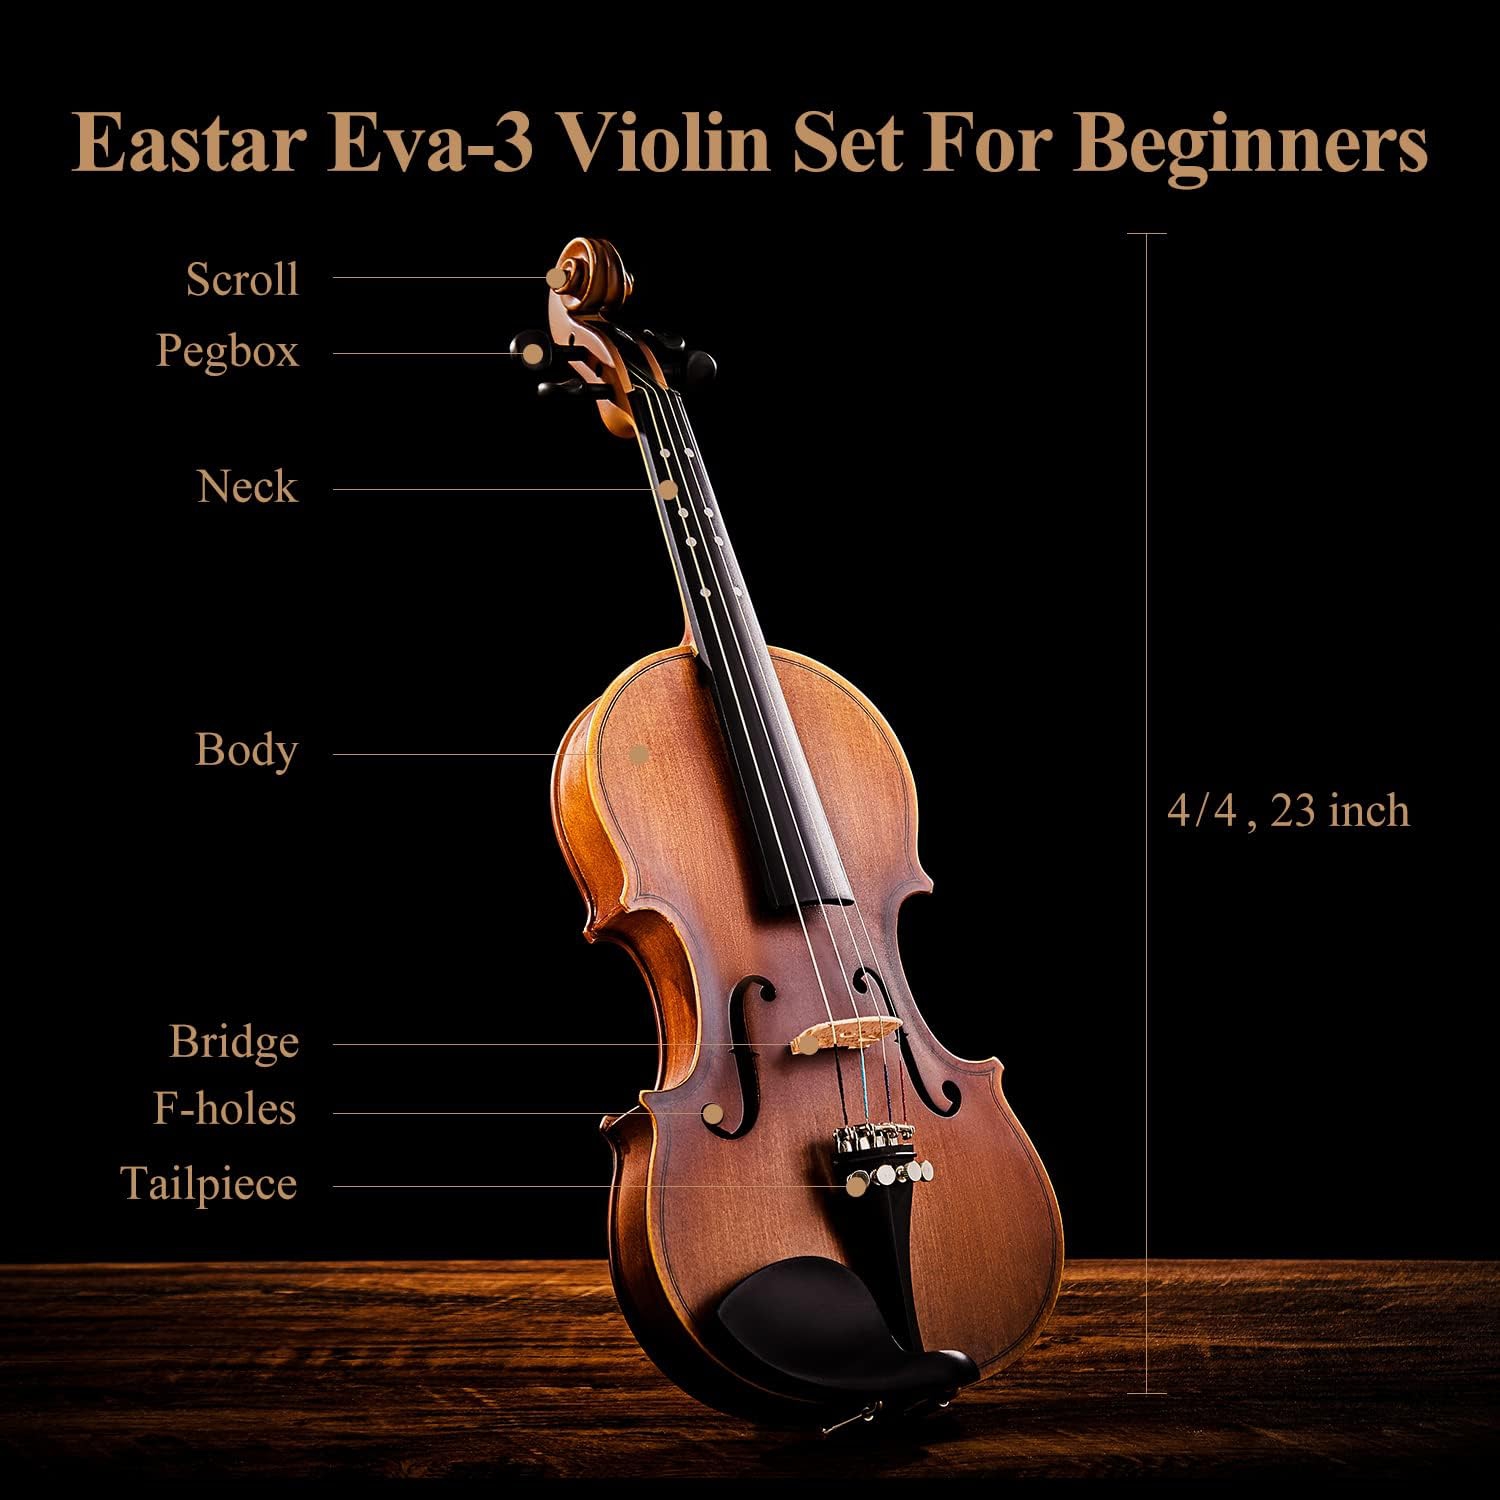 Eastar Eva-3 Violin Set For Beginners
Scroll
Pegbox
Neck
Body
4/4, 23 inch
Bridge
F-holes
Tailpiece